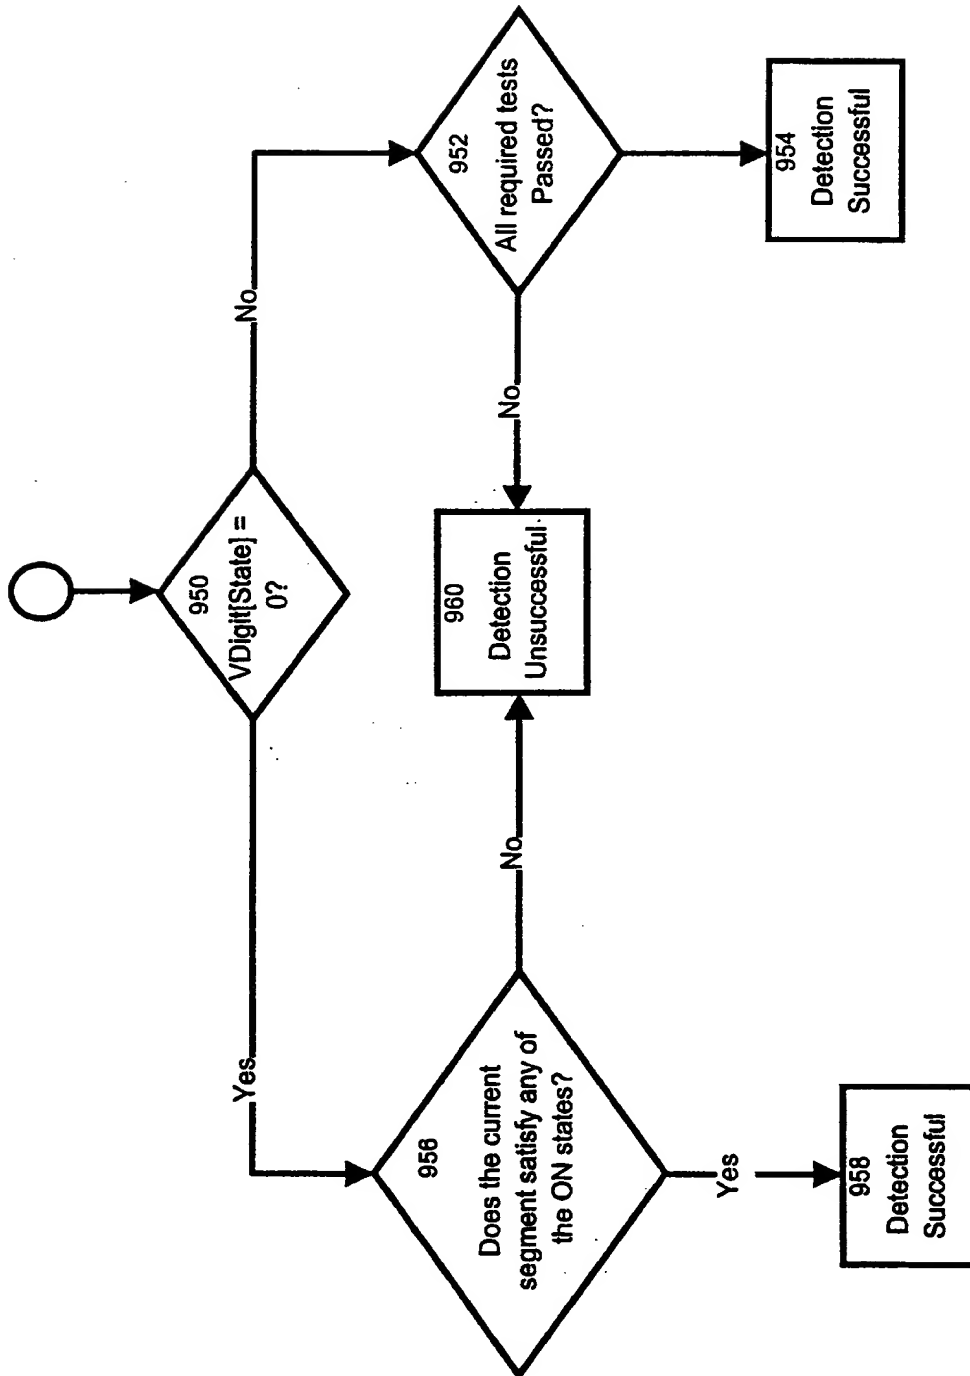 950
VDigit[State] =
0?
Yes
No
956
Does the current
segment satisfy any of
the ON states?
No
960
Detection
Unsuccessful
No
952
All required tests
Passed?
Yes
958
Detection
Successful
954
Detection
Successful